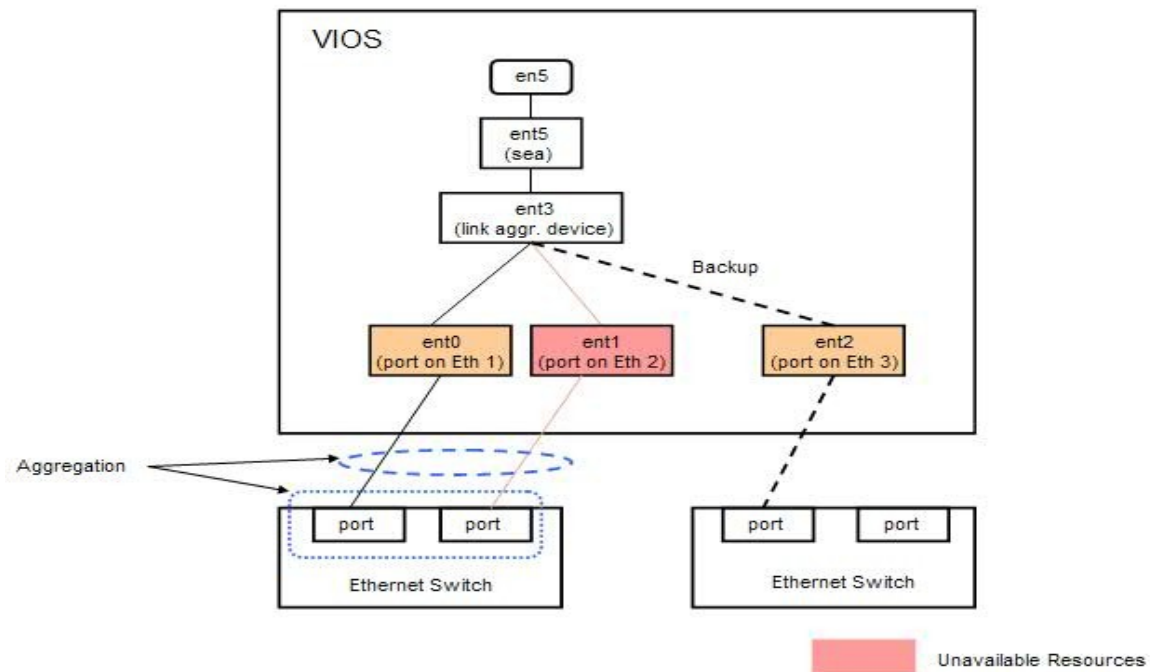 VIOS
en5
ent5
(sea)
ent3
(link aggr. device)
Backup
ent0
(port on Eth 1)
ent1
(port on Eth 2)
ent2
(port on Eth 3)
Aggregation
port
port
port
port
Ethernet Switch
Ethernet Switch
Unavailable Resources